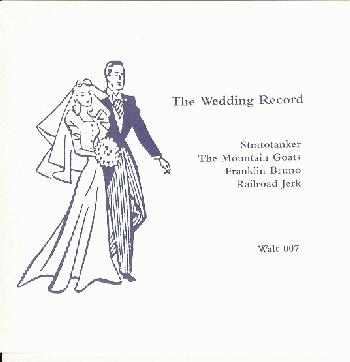 The Wedding Record
Stratotanker
The Mountain Goats
Franklin Bruno
Railroad Jerk
Walt 007